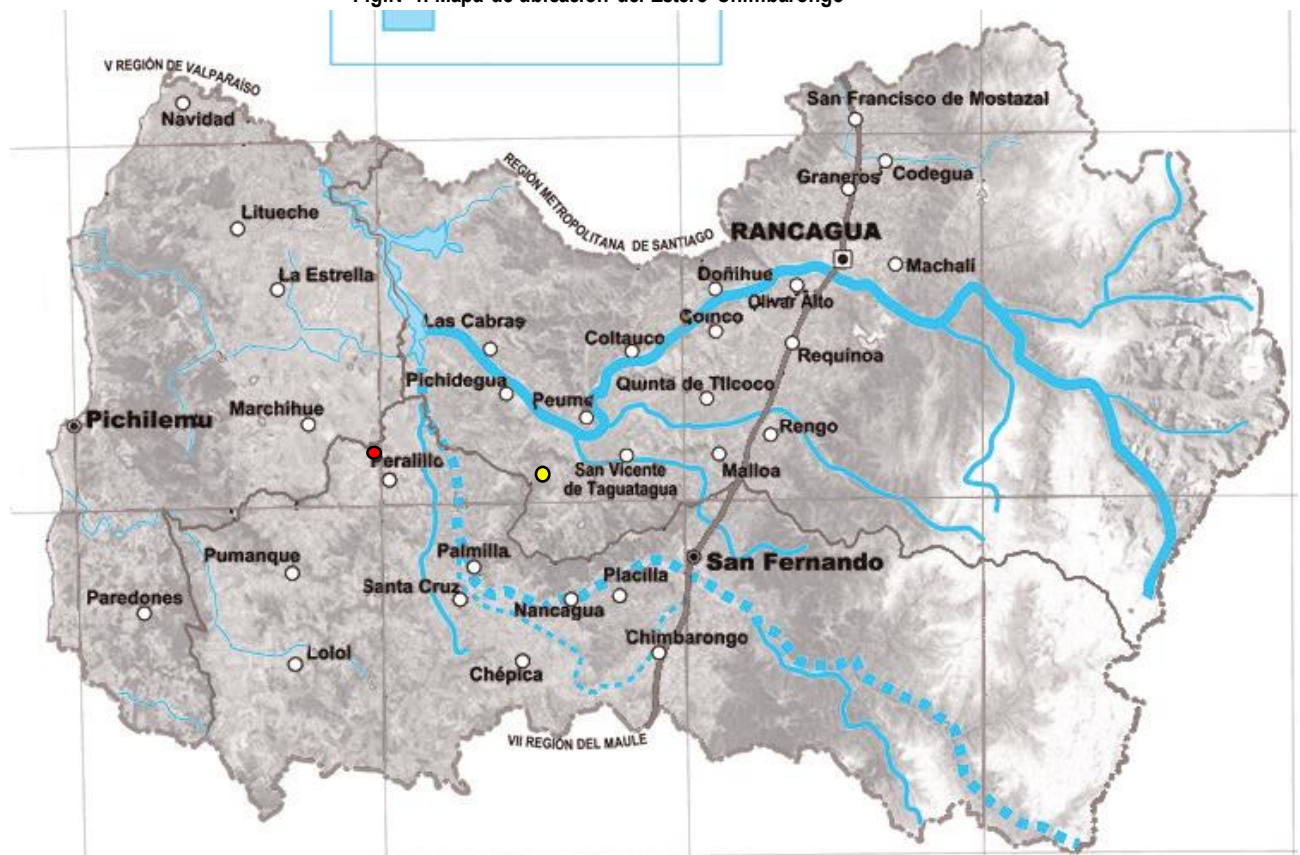 V REGIÓN DE VALPARAÍSO
Navidad
San Francisco de Mostazal
Graneros
Codegua
REGIÓN METROPOLITANA DE SANTIAGO
Litueche
RANCAGUA
La Estrella
Doñihue
Machalí
Olivar Alto
Las Cabras
Coinco
Coltauco
Requinoa
Pichidegua
Quinta de Tilcoco
Peumo
Marchihue
Pichilemu
Rengo
Peralillo
San Vicente
de Taguatagua
Malloa
Pumanque
Palmilla
San Fernando
Paredones
Santa Cruz
Placilla
Nancagua
Lolol
Chimbarongo
Chépica
VII REGIÓN DEL MAULE